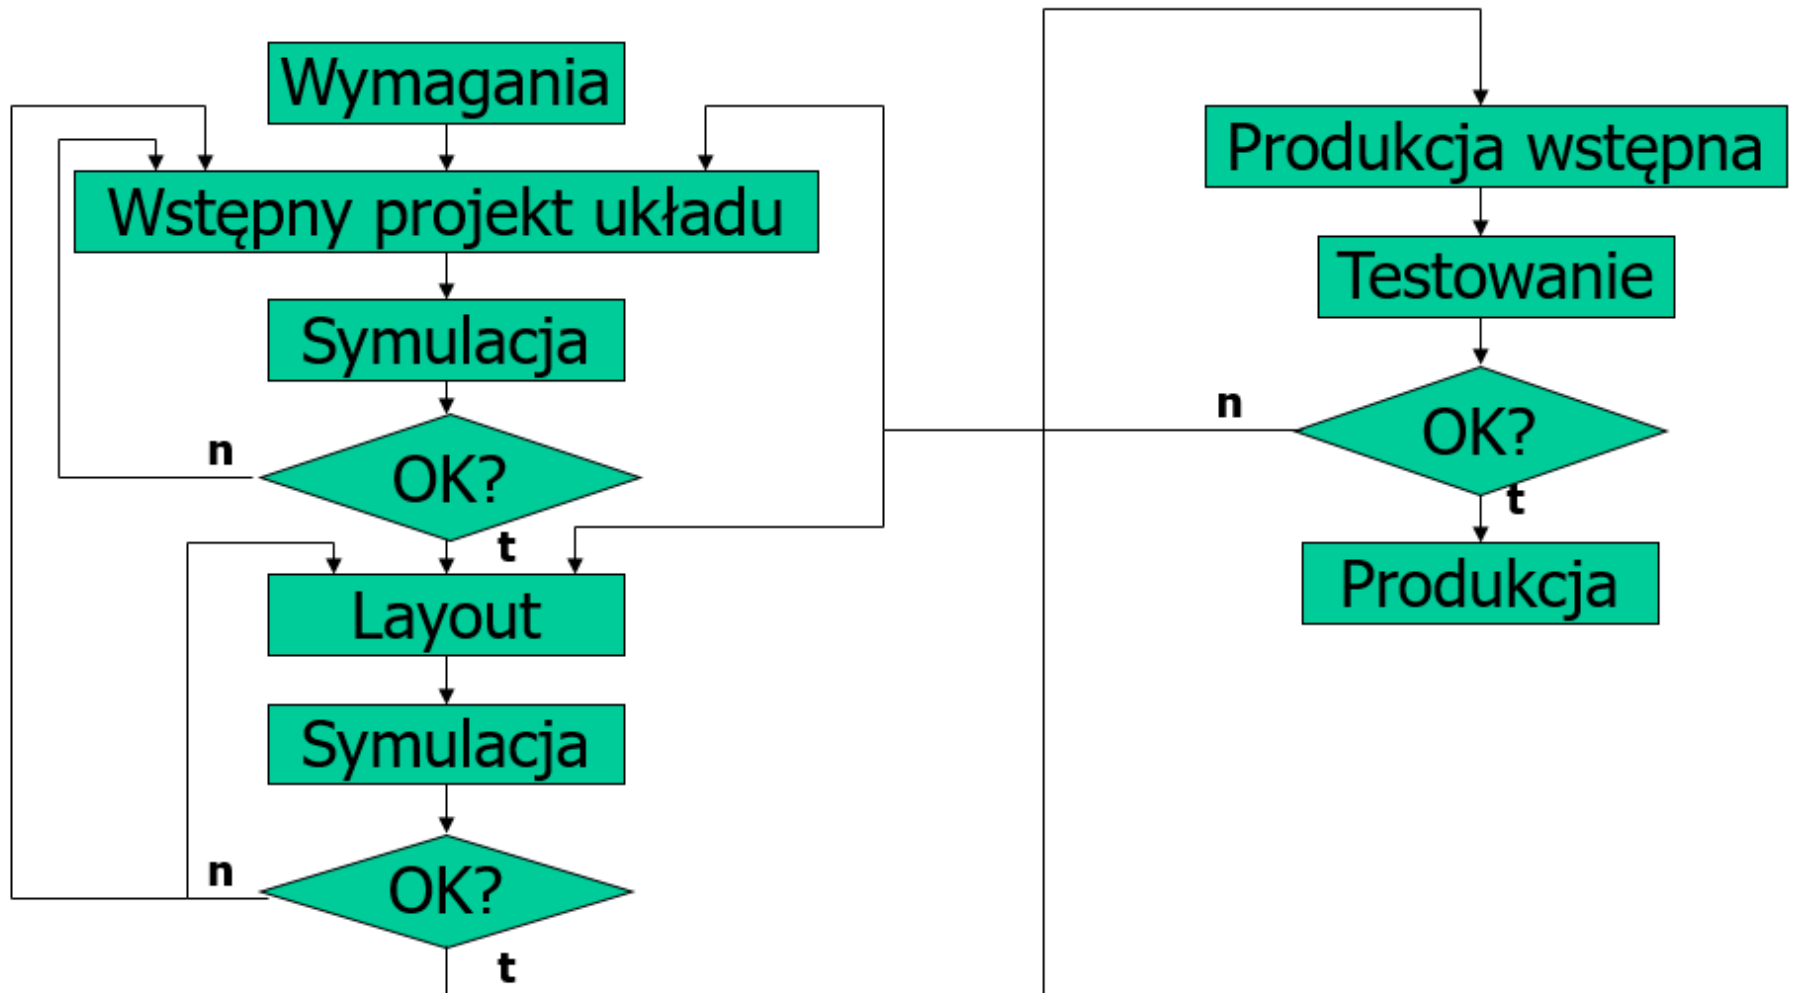 Wymagania
Wstępny projekt układu
Symulacja
n
OK?
t
Layout
Symulacja
n
OK?
t
Produkcja wstępna
Testowanie
n
OK?
t
Produkcja